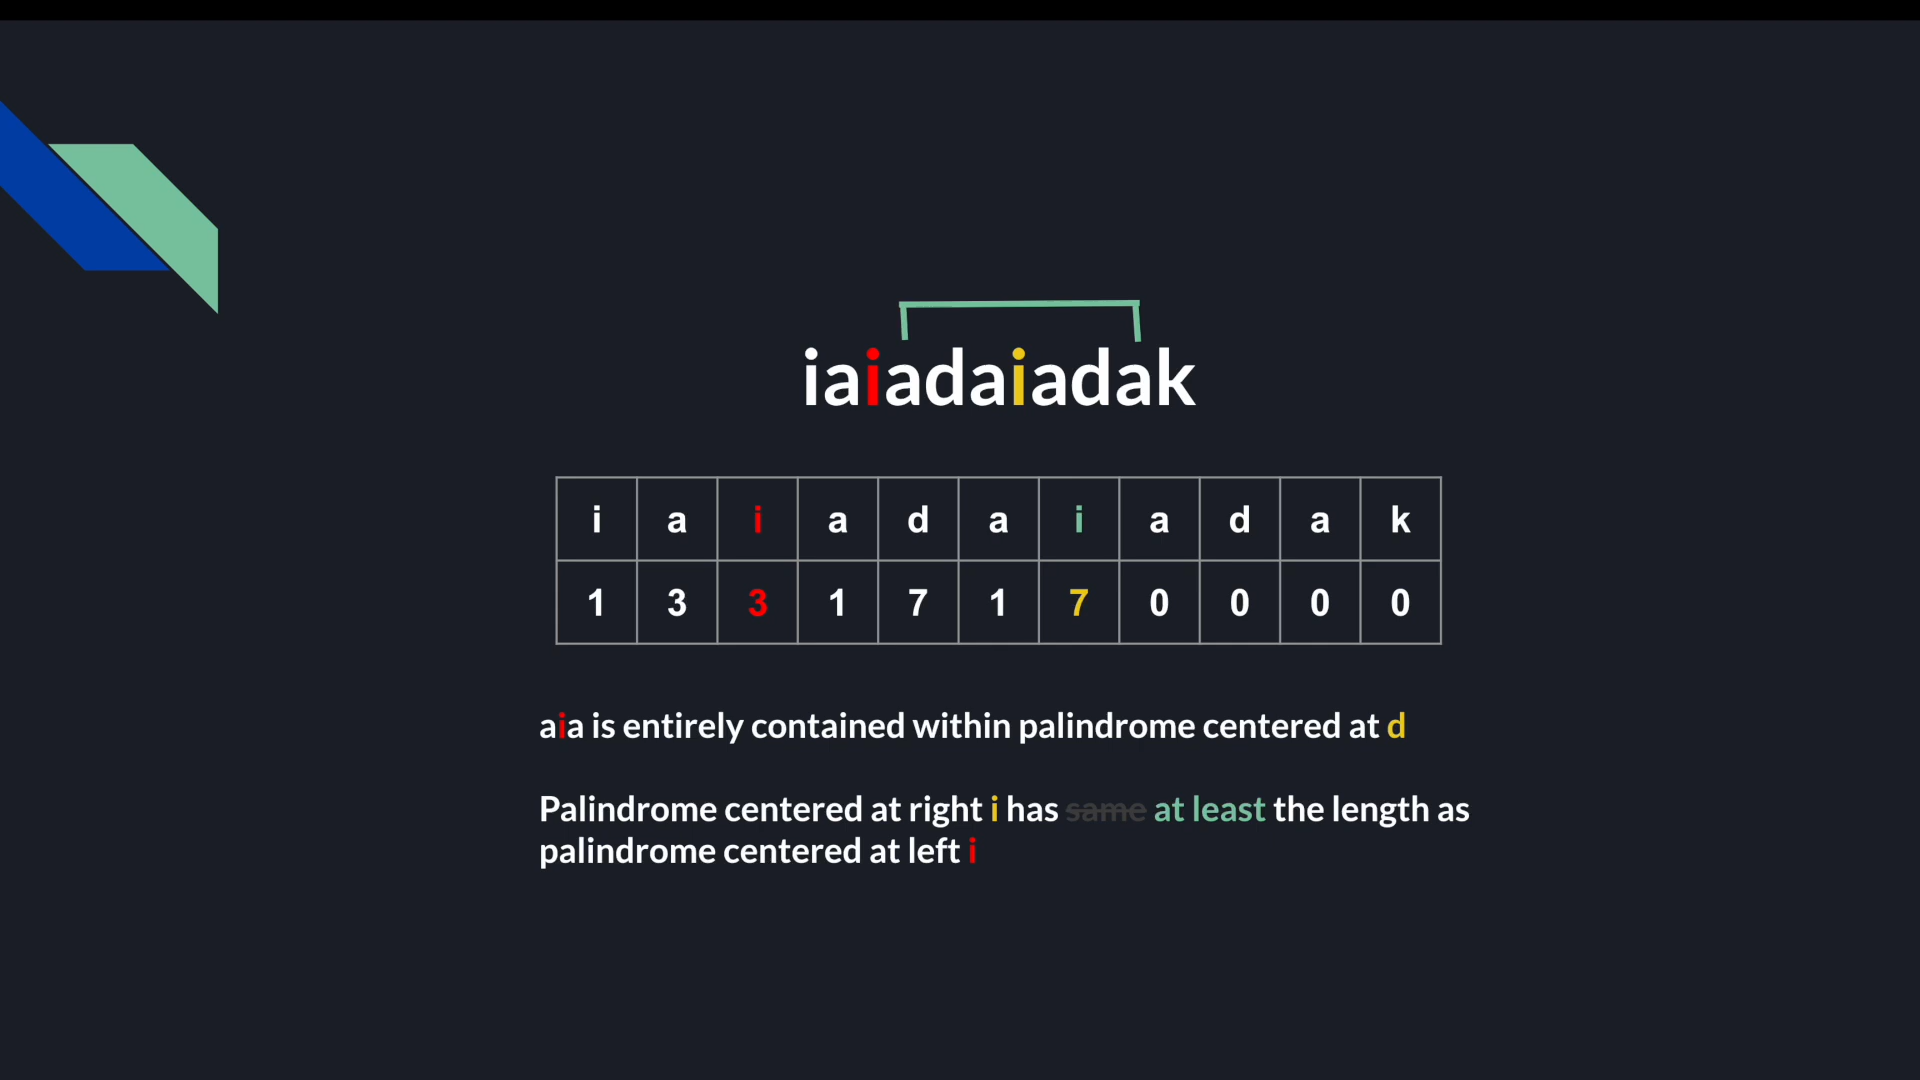 iaiadaiadak
i a i a d a i a d a k
1 3 3 1 7 1 7 0 0 0 0
aia is entirely contained within palindrome centered at d
Palindrome centered at right i has same at least the length as
palindrome centered at left i